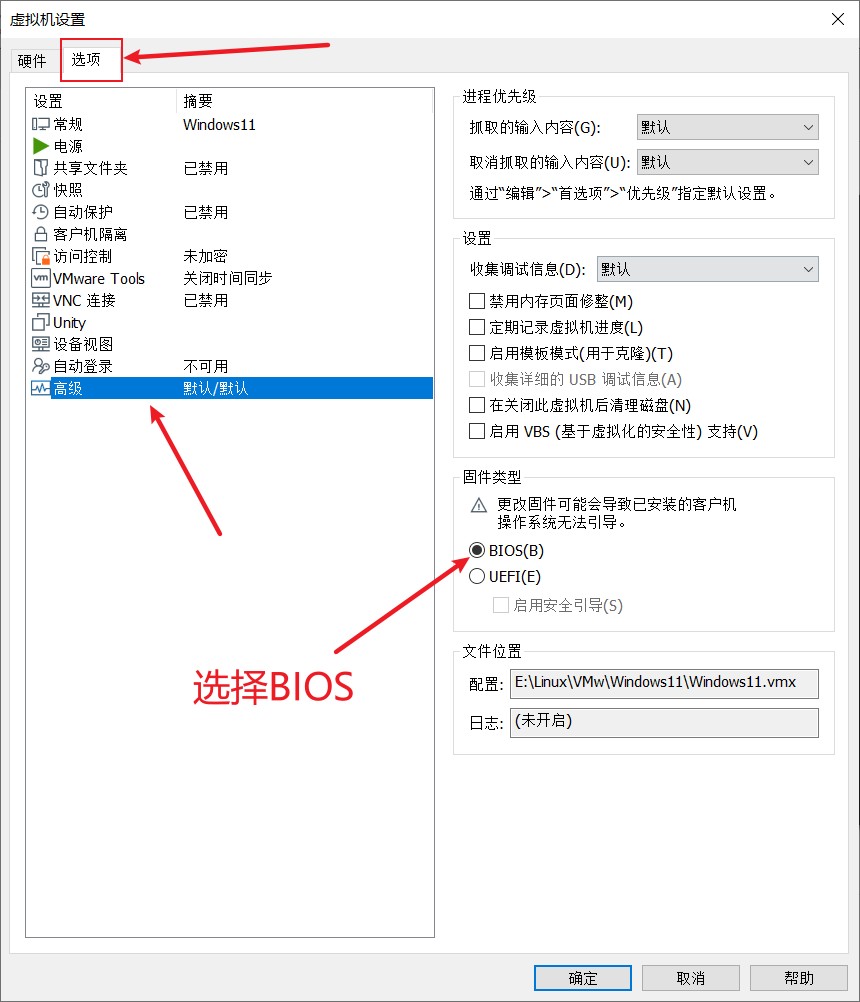 虚拟机设置
硬件 选项
设置 摘要
常规 Windows11
电源
共享文件夹 已禁用
快照
自动保护 已禁用
客户机隔离
访问控制 未加密
vm VMware Tools 关闭时间同步
VNC 连接 已禁用
Unity
设备视图
自动登录 不可用
高级 默认/默认
选择BIOS
进程优先级
抓取的输入内容(G): 默认
取消抓取的输入内容(U): 默认
通过“编辑”>“首选项”>“优先级”指定默认设置。
设置
收集调试信息(D): 默认
禁用内存页面修整(M)
定期记录虚拟机进度(L)
启用模板模式(用于克隆)(T)
收集详细的 USB 调试信息(A)
在关闭此虚拟机后清理磁盘(N)
启用 VBS (基于虚拟化的安全性) 支持(V)
固件类型
更改固件可能会导致已安装的客户机
操作系统无法引导。
BIOS(B)
UEFI(E)
启用安全引导(S)
文件位置
配置: E:\Linux\VMw\Windows11\Windows11.vmx
日志: (未开启)
确定 取消 帮助